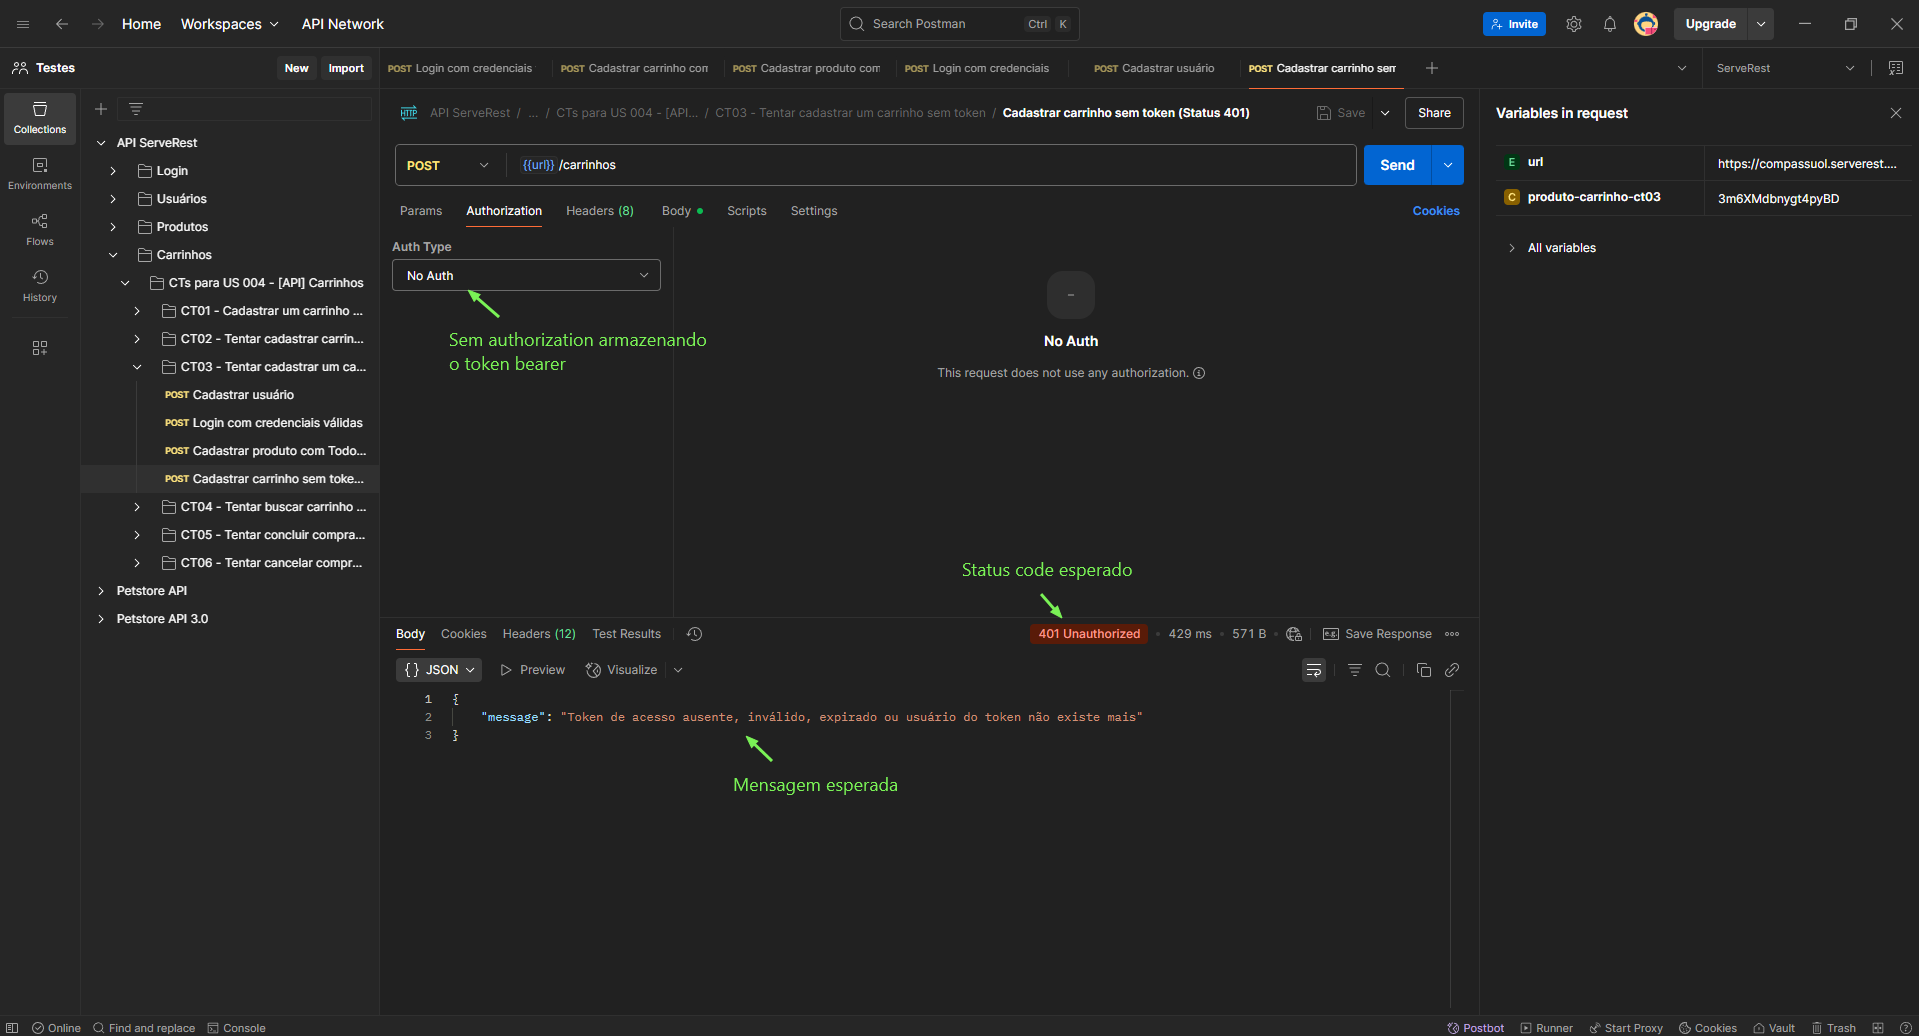 Home Workspaces API Network
Search Postman Ctrl K
Invite Upgrade
Testes New Import
POST Login com credenciais POST Cadastrar carrinho com POST Cadastrar produto com POST Login com credenciais POST Cadastrar usuário POST Cadastrar carrinho sem
ServeRest
Collections
Environments
Flows
History
API ServeRest
Login
Usuários
Produtos
Carrinhos
CTs para US 004 - [API] Carrinhos
CT01 - Cadastrar um carrinho ...
CT02 - Tentar cadastrar carrin...
CT03 - Tentar cadastrar um ca...
POST Cadastrar usuário
POST Login com credenciais válidas
POST Cadastrar produto com Todo...
POST Cadastrar carrinho sem toke...
CT04 - Tentar buscar carrinho ...
CT05 - Tentar concluir compra...
CT06 - Tentar cancelar compr...
Petstore API
Petstore API 3.0
HTTP API ServeRest / ... / CTs para US 004 - [API... / CT03 - Tentar cadastrar um carrinho sem token / Cadastrar carrinho sem token (Status 401)
Save Share
POST {{url}} /carrinhos
Send
Params Authorization Headers (8) Body Scripts Settings
Cookies
Auth Type
No Auth
Sem authorization armazenando
o token bearer
No Auth
This request does not use any authorization.
Status code esperado
Body Cookies Headers (12) Test Results
401 Unauthorized 429 ms 571 B e.g. Save Response
{} JSON Preview Visualize
1 {
2 "message": "Token de acesso ausente, inválido, expirado ou usuário do token não existe mais"
3 }
Mensagem esperada
Variables in request
E url https://compassuol.serverest....
C produto-carrinho-ct03 3m6XMdbnygt4pyBD
All variables
Online Find and replace Console
Postbot Runner Start Proxy Cookies Vault Trash